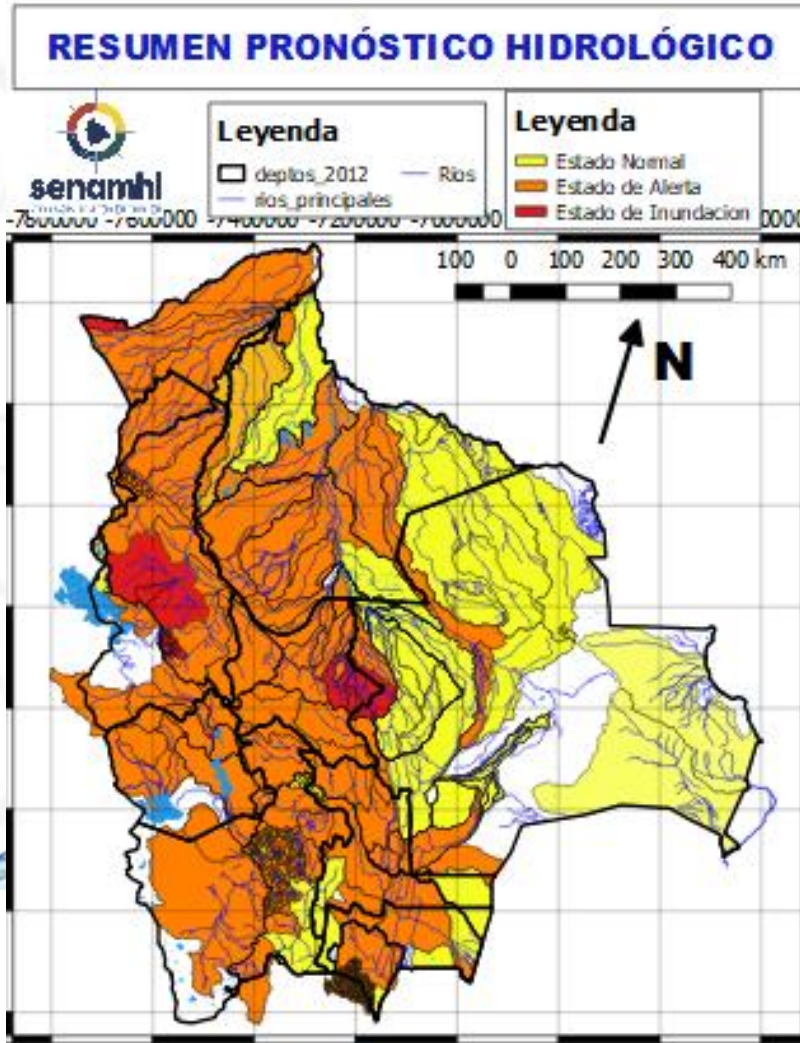 RESUMEN PRONÓSTICO HIDROLÓGICO
senamhi
Leyenda
deptos_2012
Rios
rios_principales
Leyenda
Estado Normal
Estado de Alerta
Estado de Inundacion
-7800000 -7600000 -7400000 -7200000 -7000000
100 0 100 200 300 400 km
N